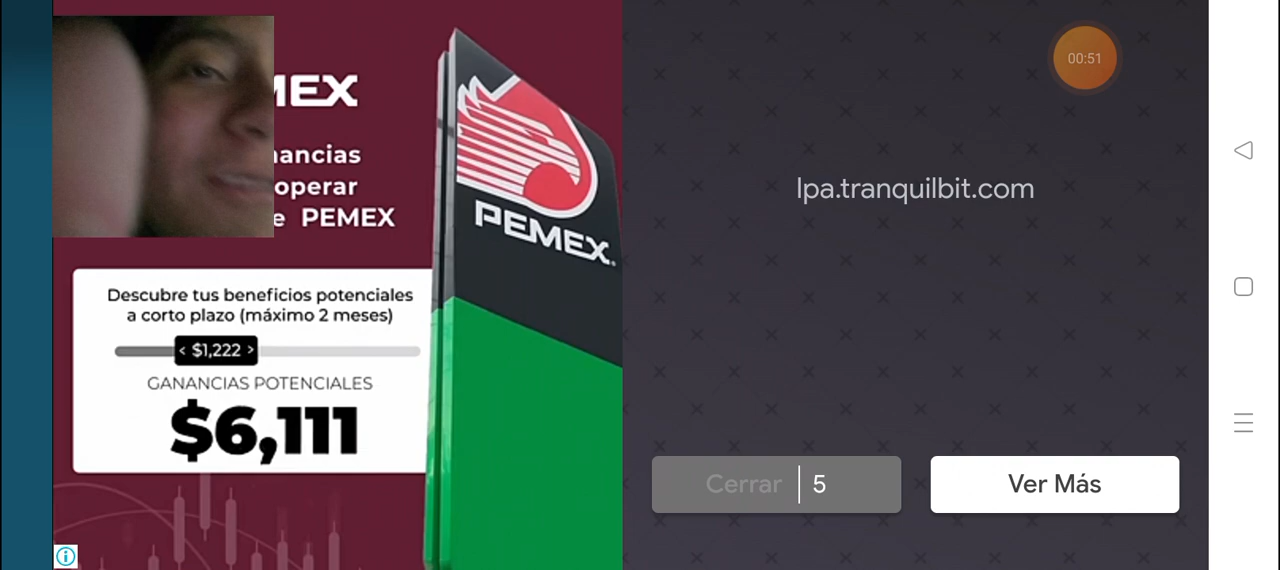 MEX
nancias
operar
e PEMEX
Descubre tus beneficios potenciales
a corto plazo (máximo 2 meses)
< $1,222 >
GANANCIAS POTENCIALES
$6,111
PEMEX
00:51
lpa.tranquilbit.com
Cerrar | 5
Ver Más